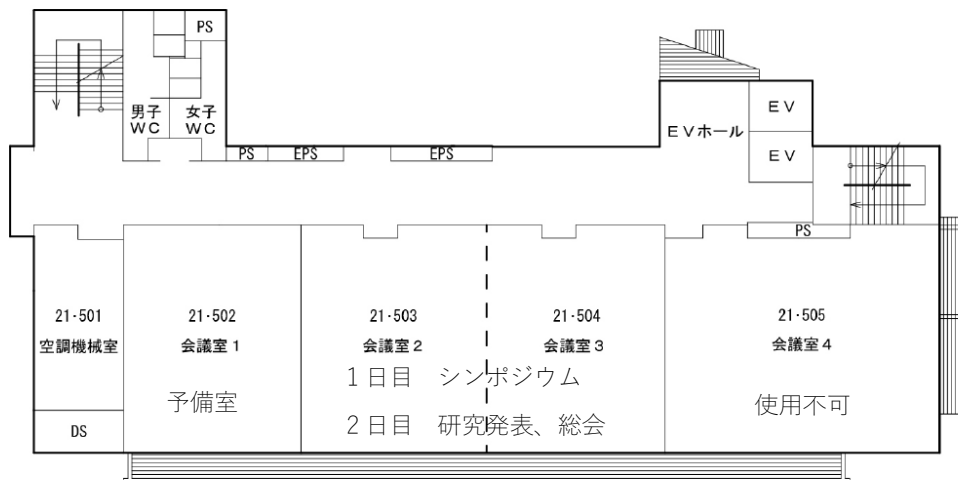 PS
男子
WC
女子
WC
PS
EPS
EPS
EVホール
EV
EV
PS
21-501
空調機械室
DS
21-502
会議室1
予備室
21-503
会議室2
21-504
会議室3
1日目 シンポジウム
2日目 研究発表、総会
21-505
会議室4
使用不可